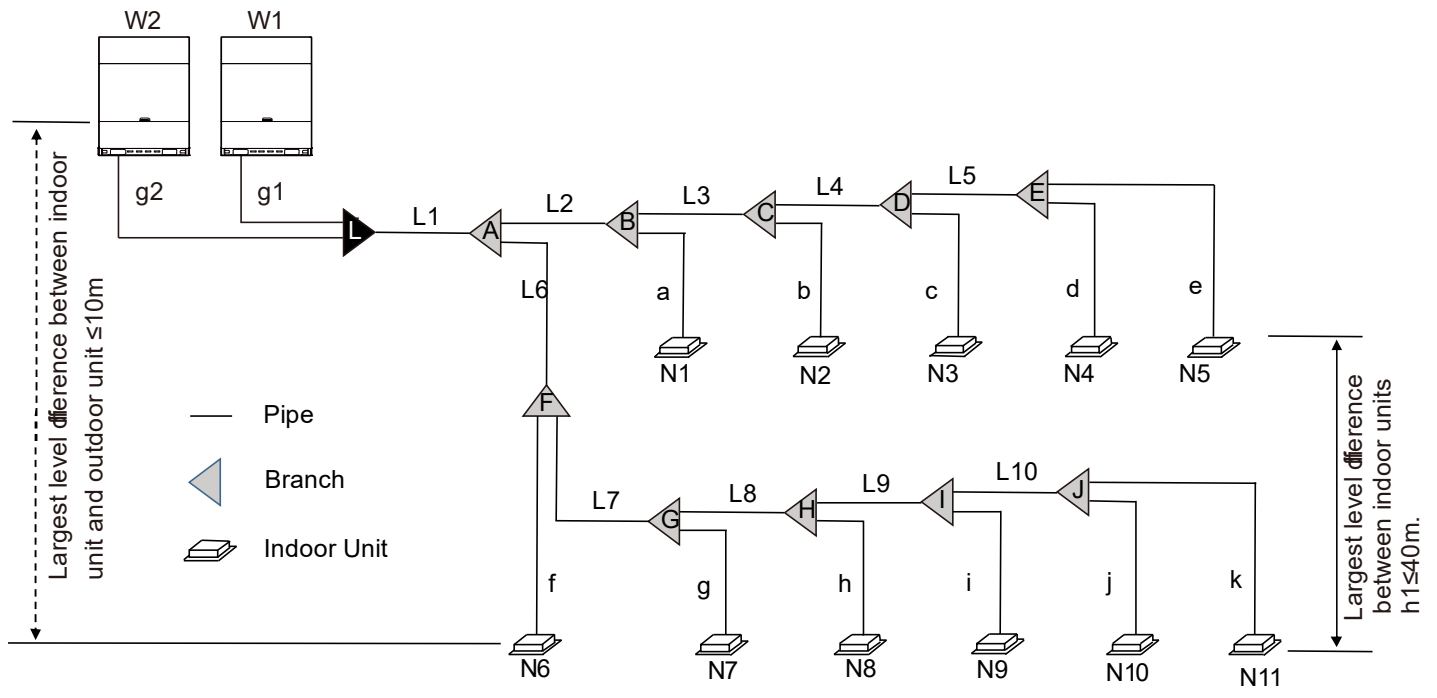 W2 W1
g2 g1
L L1 A L2 B L3 C L4 D L5 E
L6 a b c d e
N1 N2 N3 N4 N5
F
Pipe
Branch
Indoor Unit
L7 G L8 H L9 I L10 J
f g h i j k
N6 N7 N8 N9 N10 N11
Largest level difference between indoor
unit and outdoor unit ≤10m
Largest level difference
between indoor units
h1≤40m.